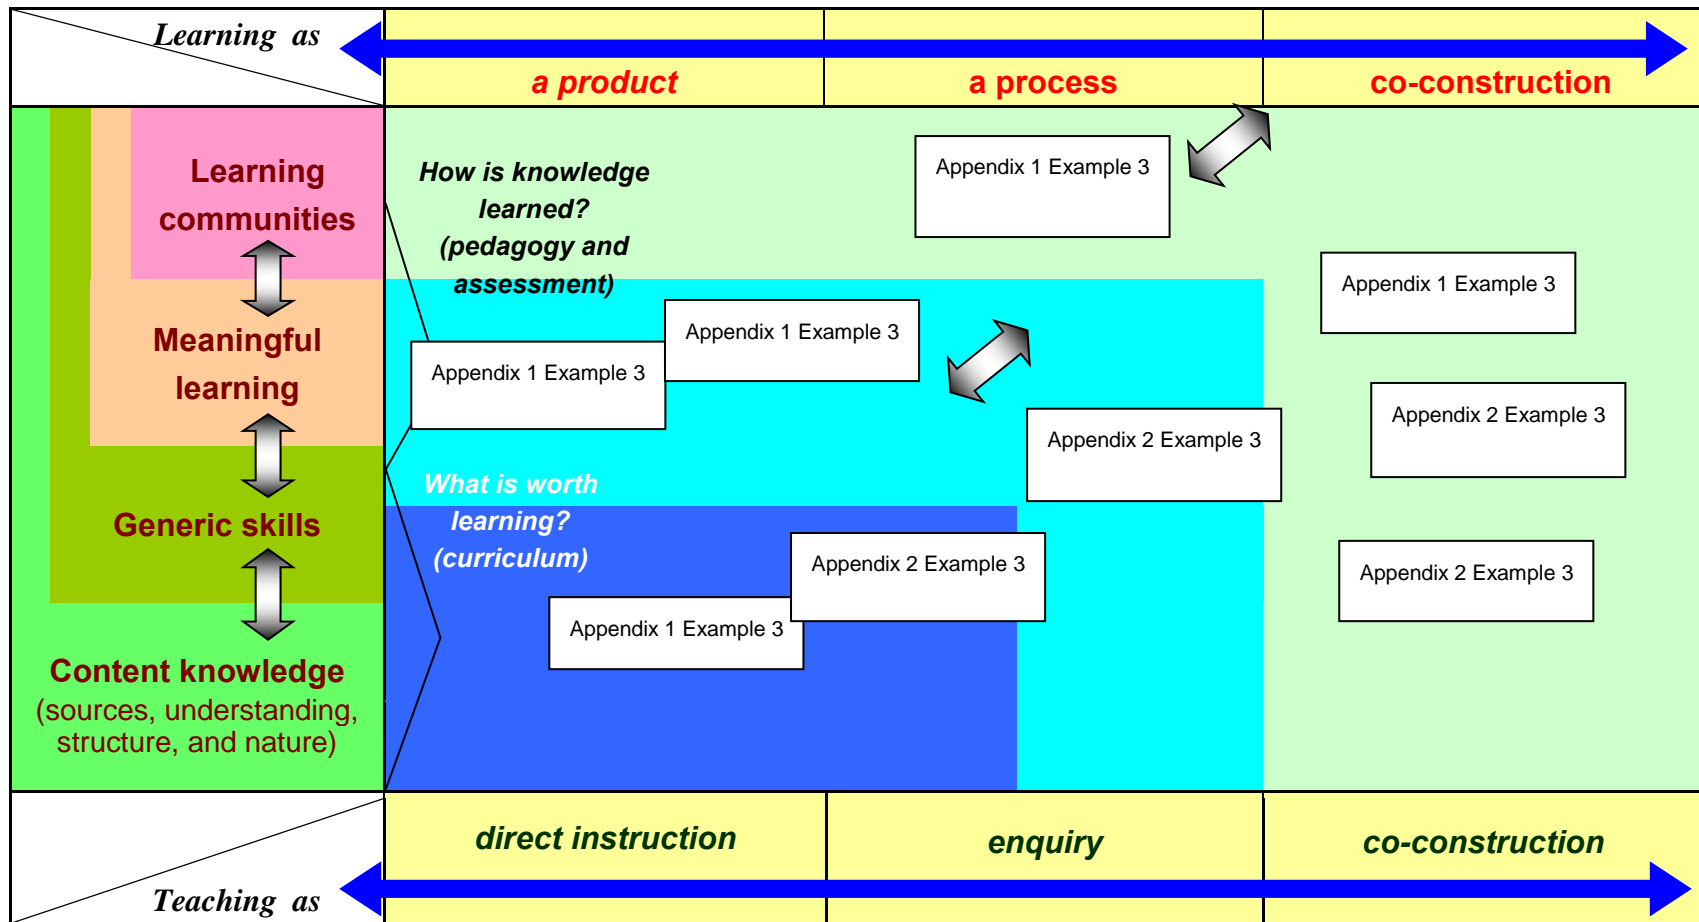 Learning as
a product
a process
co-construction
Learning
communities
Meaningful
learning
Generic skills
Content knowledge
(sources, understanding,
structure, and nature)
How is knowledge
learned?
(pedagogy and
assessment)
What is worth
learning?
(curriculum)
Appendix 1 Example 3
Appendix 1 Example 3
Appendix 1 Example 3
Appendix 1 Example 3
Appendix 2 Example 3
Appendix 2 Example 3
Appendix 2 Example 3
Appendix 2 Example 3
Appendix 1 Example 3
direct instruction
enquiry
co-construction
Teaching as